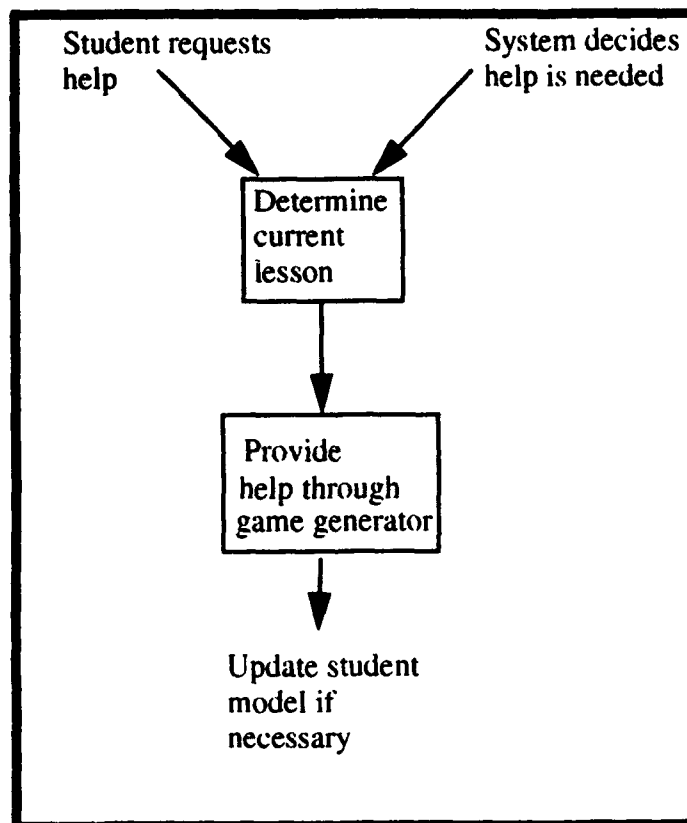 Student requests
help
System decides
help is needed
Determine
current
lesson
Provide
help through
game generator
Update student
model if
necessary